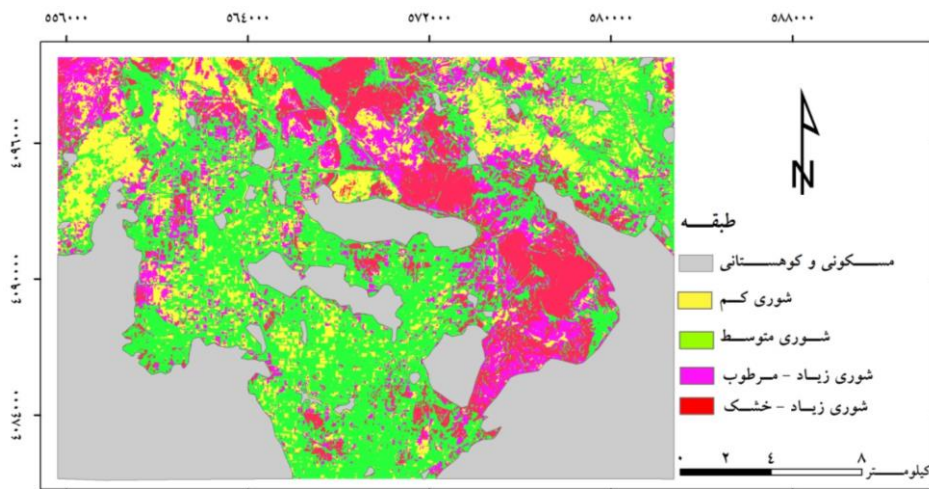 ۵۵۶۰۰۰ ۵۶۴۰۰۰ ۵۷۲۰۰۰ ۵۸۰۰۰۰ ۵۸۸۰۰۰
۴۰۹۶۰۰۰
۴۰۹۰۰۰۰
۴۰۸۴۰۰۰
N
طبقه
مسکونی و کوهستانی
شوری کم
شوری متوسط
شوری زیاد - مرطوب
شوری زیاد - خشک
۰ ۲ ۴ ۸
کیلومتر